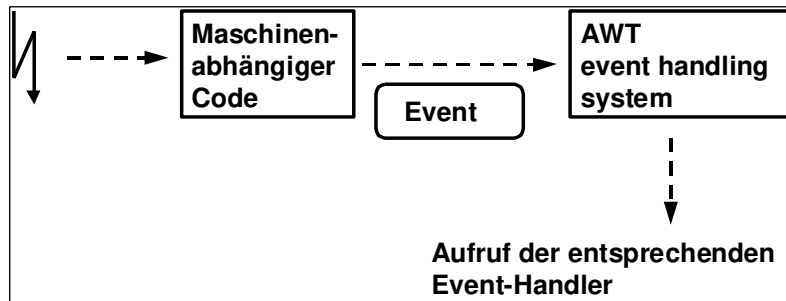 Maschinen-
abhängiger
Code
Event
AWT
event handling
system
Aufruf der entsprechenden
Event-Handler